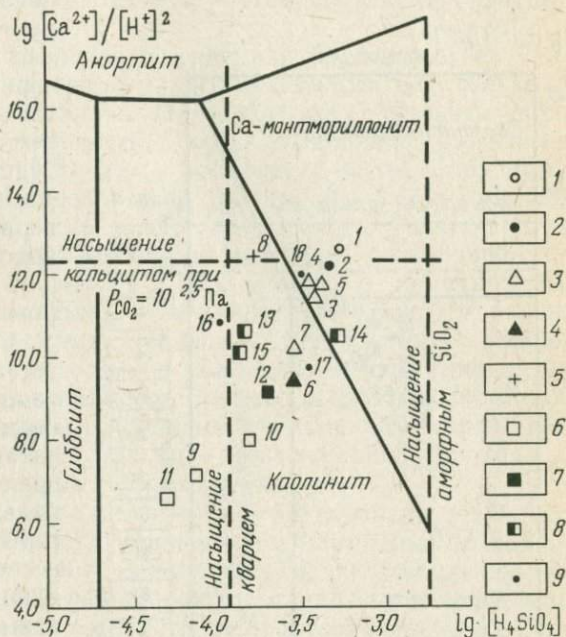 lg [Ca²⁺]/[H⁺]²
Анортит
16,0
Са-монтмориллонит
14,0
Насыщение
кальцитом при
P_CO₂ = 10^2,5 Па
12,0
10,0
8,0
6,0
4,0
Гиббсит
Насыщение
кварцем
Каолинит
Насыщение
аморфным SiO₂
8
18
4
1
2
5
3
16
13
7
14
15
17
12
6
10
9
11
-5,0
-4,0
-3,5
-3,0
lg [H₄SiO₄]
1
2
3
4
5
6
7
8
9